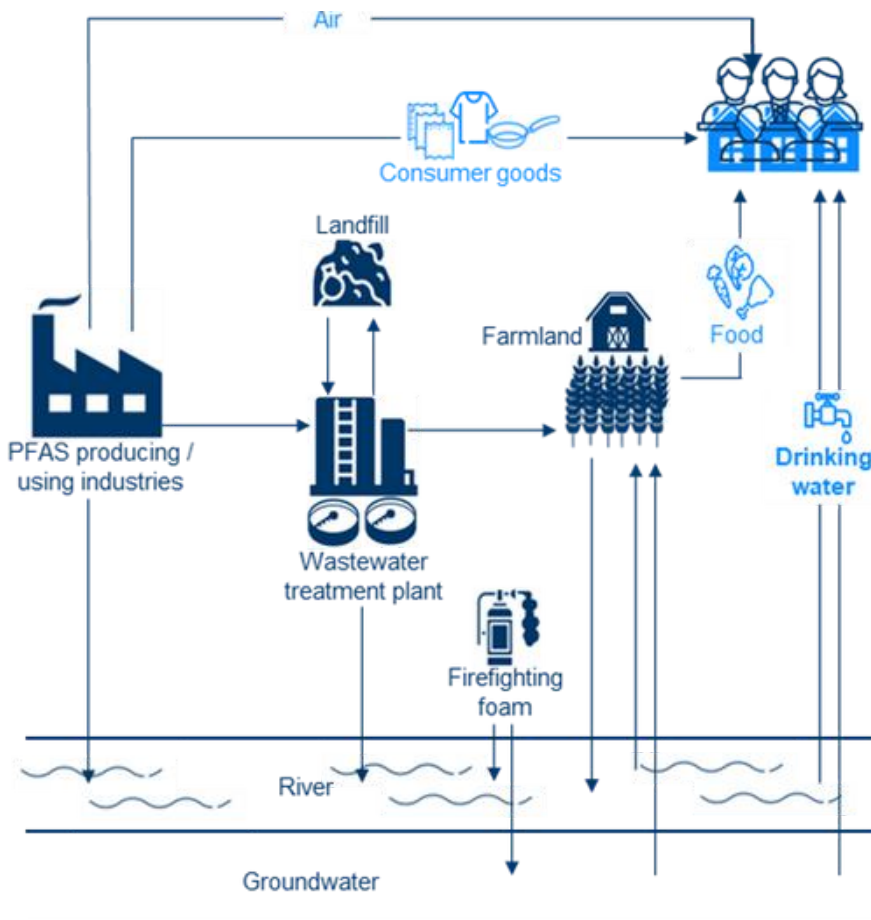 Air
Consumer goods
Landfill
Farmland
Food
PFAS producing /
using industries
Drinking
water
Wastewater
treatment plant
Firefighting
foam
River
Groundwater